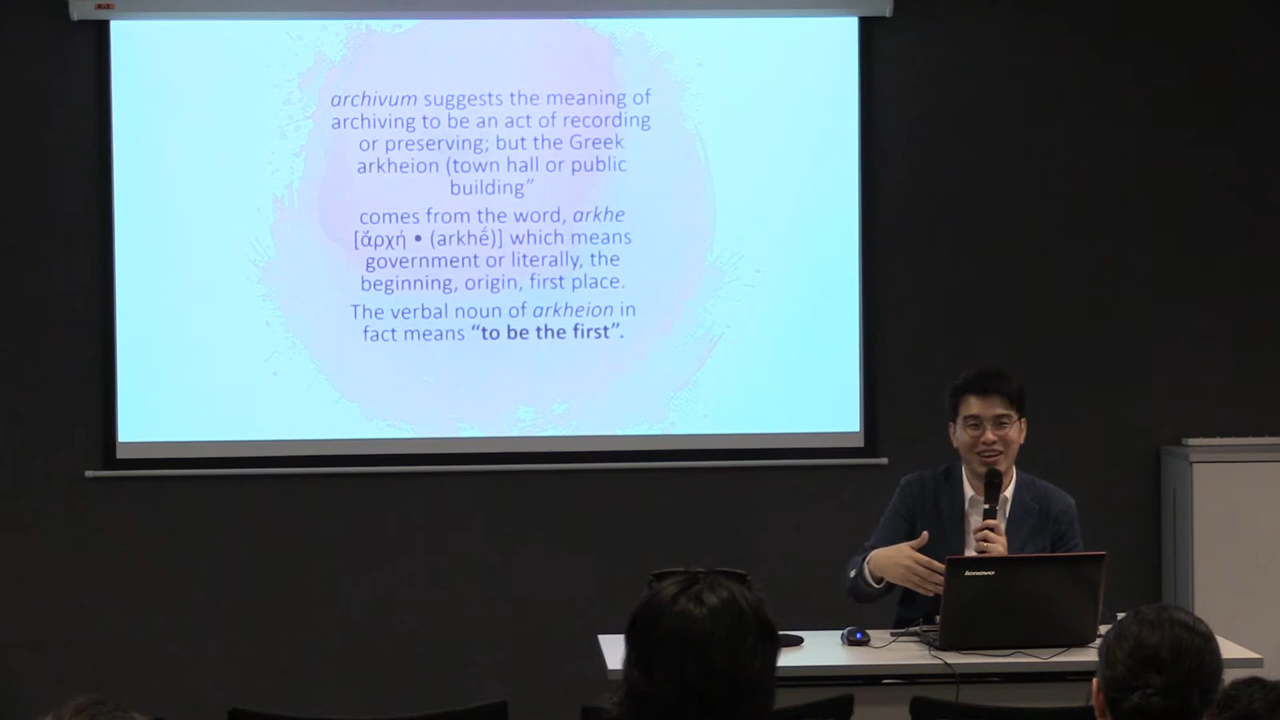 archivum suggests the meaning of
archiving to be an act of recording
or preserving; but the Greek
arkheion (town hall or public
building”
comes from the word, arkhe
[ᾰ̓ρχή • (arkhḗ)] which means
government or literally, the
beginning, origin, first place.
The verbal noun of arkheion in
fact means “to be the first”.
lenovo